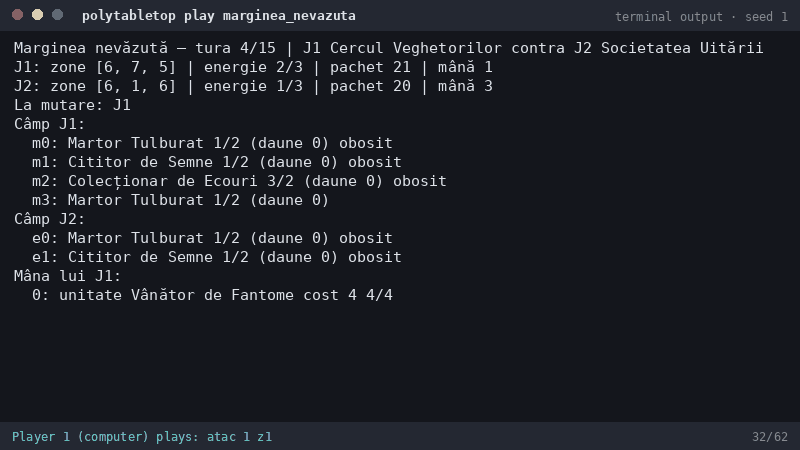 polytabletop play marginea_nevazuta
terminal output · seed 1
Marginea nevăzută — tura 4/15 | J1 Cercul Veghetorilor contra J2 Societatea Uitării
J1: zone [6, 7, 5] | energie 2/3 | pachet 21 | mână 1
J2: zone [6, 1, 6] | energie 1/3 | pachet 20 | mână 3
La mutare: J1
Câmp J1:
  m0: Martor Tulburat 1/2 (daune 0) obosit
  m1: Cititor de Semne 1/2 (daune 0) obosit
  m2: Colecționar de Ecouri 3/2 (daune 0) obosit
  m3: Martor Tulburat 1/2 (daune 0)
Câmp J2:
  e0: Martor Tulburat 1/2 (daune 0) obosit
  e1: Cititor de Semne 1/2 (daune 0) obosit
Mâna lui J1:
  0: unitate Vânător de Fantome cost 4 4/4
Player 1 (computer) plays: atac 1 z1
32/62